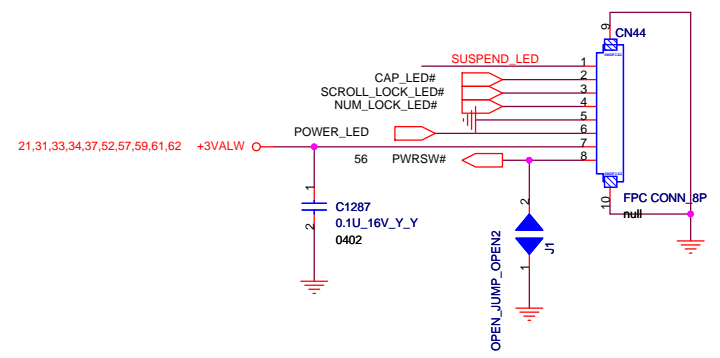 9
CN44
SUSPEND_LED
1
CAP_LED#
2
SCROLL_LOCK_LED#
3
NUM_LOCK_LED#
4
5
POWER_LED
6
21,31,33,34,37,52,57,59,61,62 +3VALW
7
56 PWRSW#
8
10
FPC CONN_8P
null
1
C1287
0.1U_16V_Y_Y
2
0402
2
J1
1
OPEN_JUMP_OPEN2